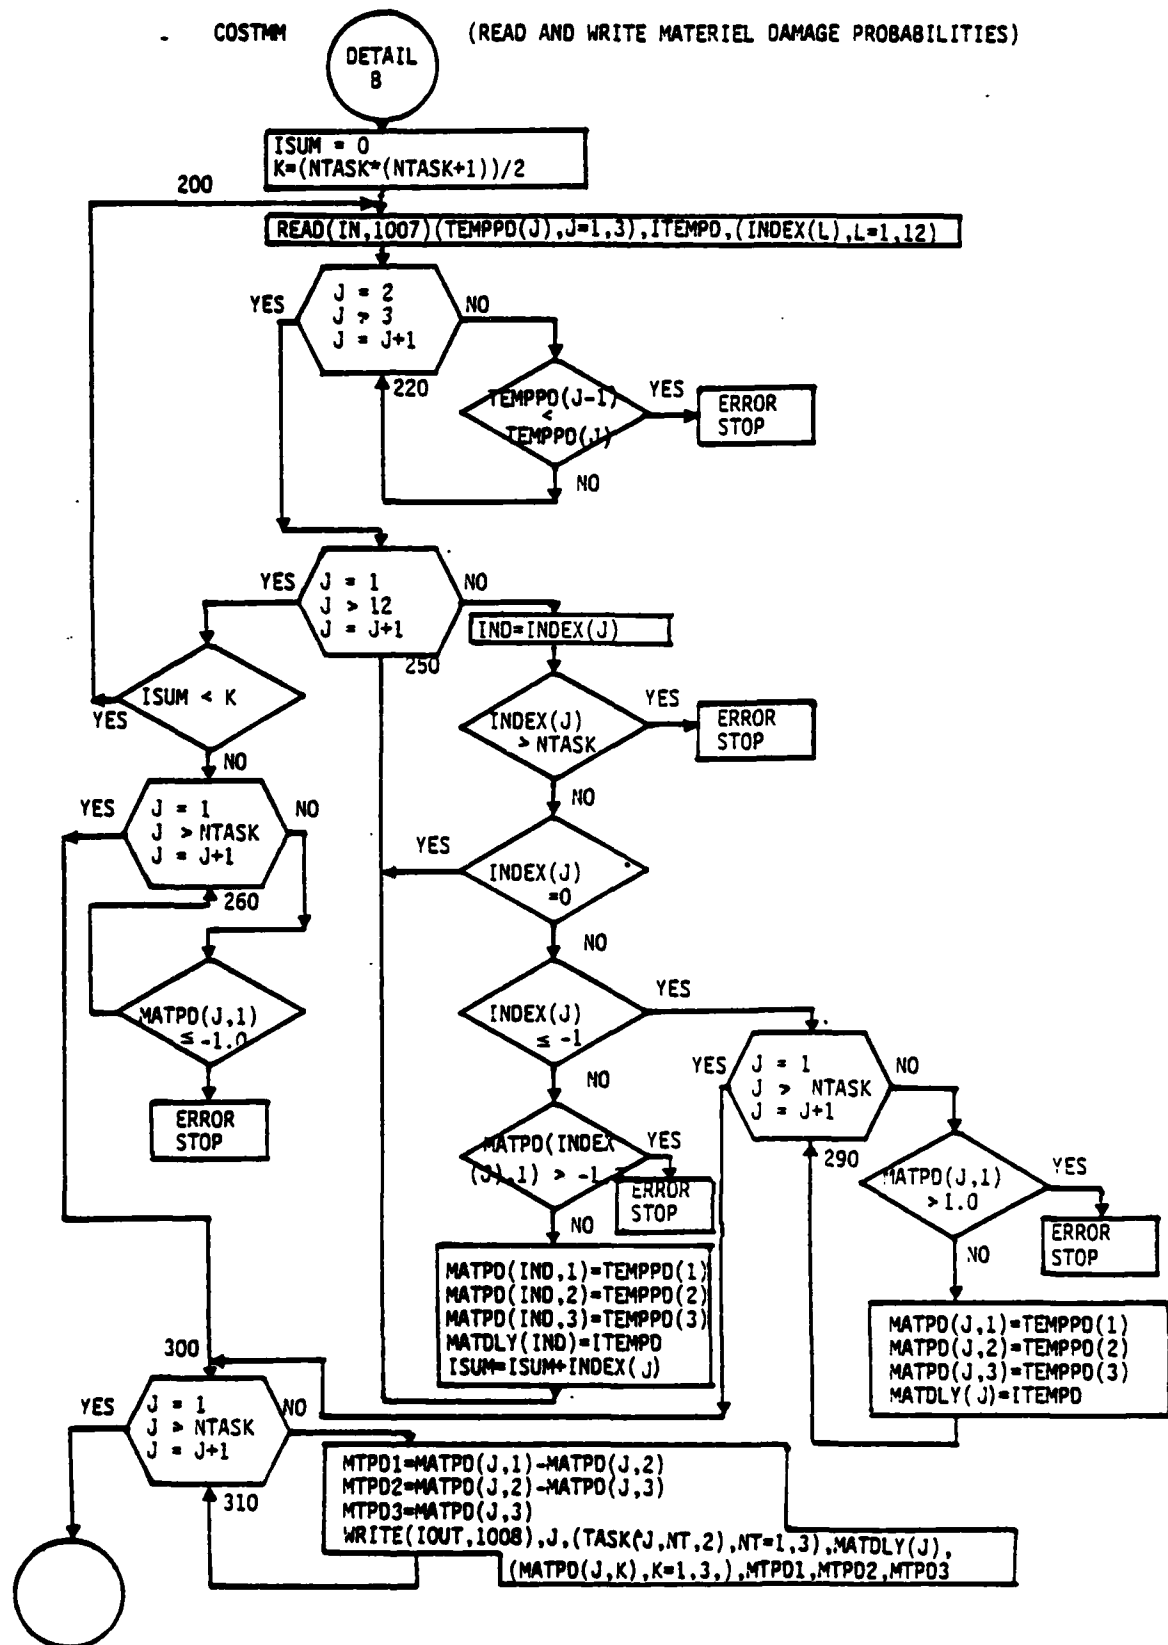 COSTMM (READ AND WRITE MATERIEL DAMAGE PROBABILITIES)
DETAIL
B
ISUM = 0
K=(NTASK*(NTASK+1))/2
200
READ(IN,1007)(TEMPPD(J),J=1,3),ITEMPD,(INDEX(L),L=1,12)
YES
J = 2
J > 3
J = J+1
NO
220
TEMPPD(J-1)
<
TEMPPD(J)
YES
ERROR
STOP
NO
YES
J = 1
J > 12
J = J+1
NO
250
IND=INDEX(J)
ISUM < K
YES
NO
INDEX(J)
> NTASK
YES
ERROR
STOP
NO
YES
J = 1
J > NTASK
J = J+1
NO
260
YES
INDEX(J)
=0
NO
MATPD(J,1)
≤ -1.0
ERROR
STOP
INDEX(J)
≤ -1
YES
NO
YES
J = 1
J > NTASK
J = J+1
NO
290
MATPD(INDEX
(J),1) > -1
YES
ERROR
STOP
NO
MATPD(J,1)
>1.0
YES
ERROR
STOP
NO
MATPD(IND,1)=TEMPPD(1)
MATPD(IND,2)=TEMPPD(2)
MATPD(IND,3)=TEMPPD(3)
MATDLY(IND)=ITEMPD
ISUM=ISUM+INDEX(J)
MATPD(J,1)=TEMPPD(1)
MATPD(J,2)=TEMPPD(2)
MATPD(J,3)=TEMPPD(3)
MATDLY(J)=ITEMPD
300
YES
J = 1
J > NTASK
J = J+1
NO
310
MTPD1=MATPD(J,1)-MATPD(J,2)
MTPD2=MATPD(J,2)-MATPD(J,3)
MTPD3=MATPD(J,3)
WRITE(IOUT,1008),J,(TASK(J,NT,2),NT=1,3),MATDLY(J),
(MATPD(J,K),K=1,3,),MTPD1,MTPD2,MTPD3